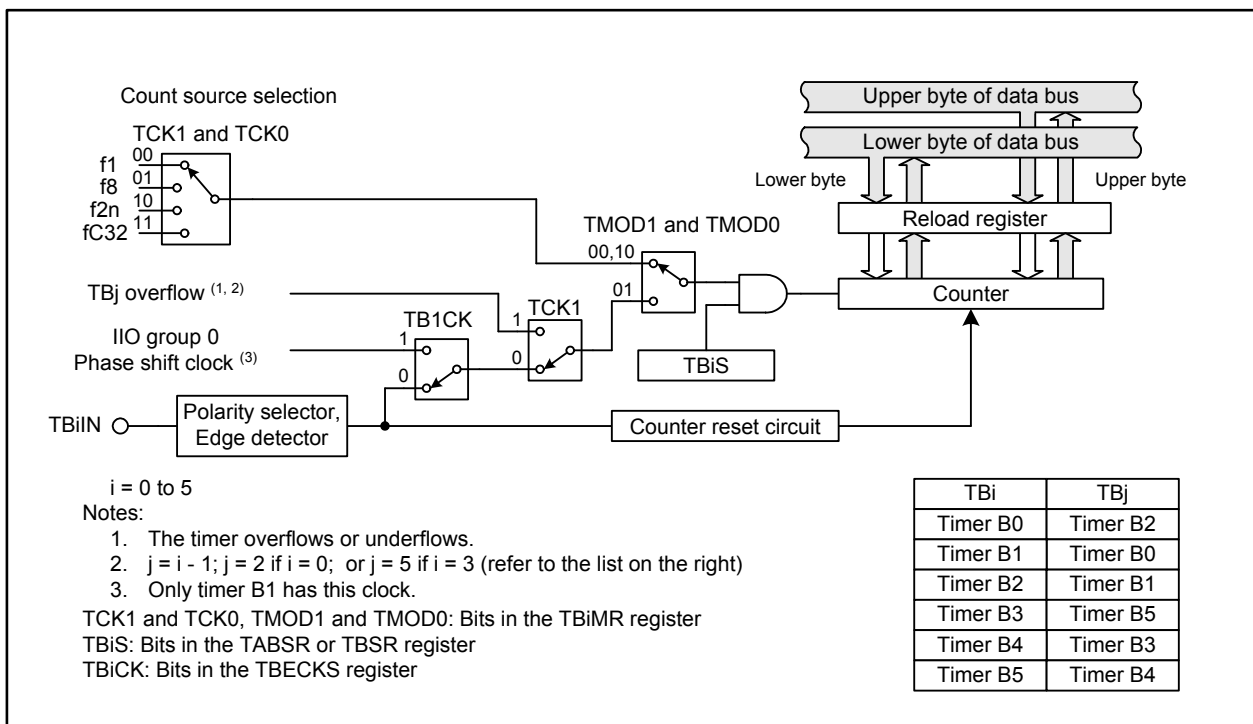 Count source selection
TCK1 and TCK0
f1 00
f8 01
f2n 10
fC32 11
Upper byte of data bus
Lower byte of data bus
Lower byte
Upper byte
Reload register
TMOD1 and TMOD0
00,10
01
Counter
TBj overflow (1, 2)
TCK1
1
0
TB1CK
1
0
IIO group 0
Phase shift clock (3)
TBiS
TBiIN
Polarity selector,
Edge detector
Counter reset circuit
i = 0 to 5
Notes:
1. The timer overflows or underflows.
2. j = i - 1; j = 2 if i = 0; or j = 5 if i = 3 (refer to the list on the right)
3. Only timer B1 has this clock.
TCK1 and TCK0, TMOD1 and TMOD0: Bits in the TBiMR register
TBiS: Bits in the TABSR or TBSR register
TBiCK: Bits in the TBECKS register
TBi TBj
Timer B0 Timer B2
Timer B1 Timer B0
Timer B2 Timer B1
Timer B3 Timer B5
Timer B4 Timer B3
Timer B5 Timer B4